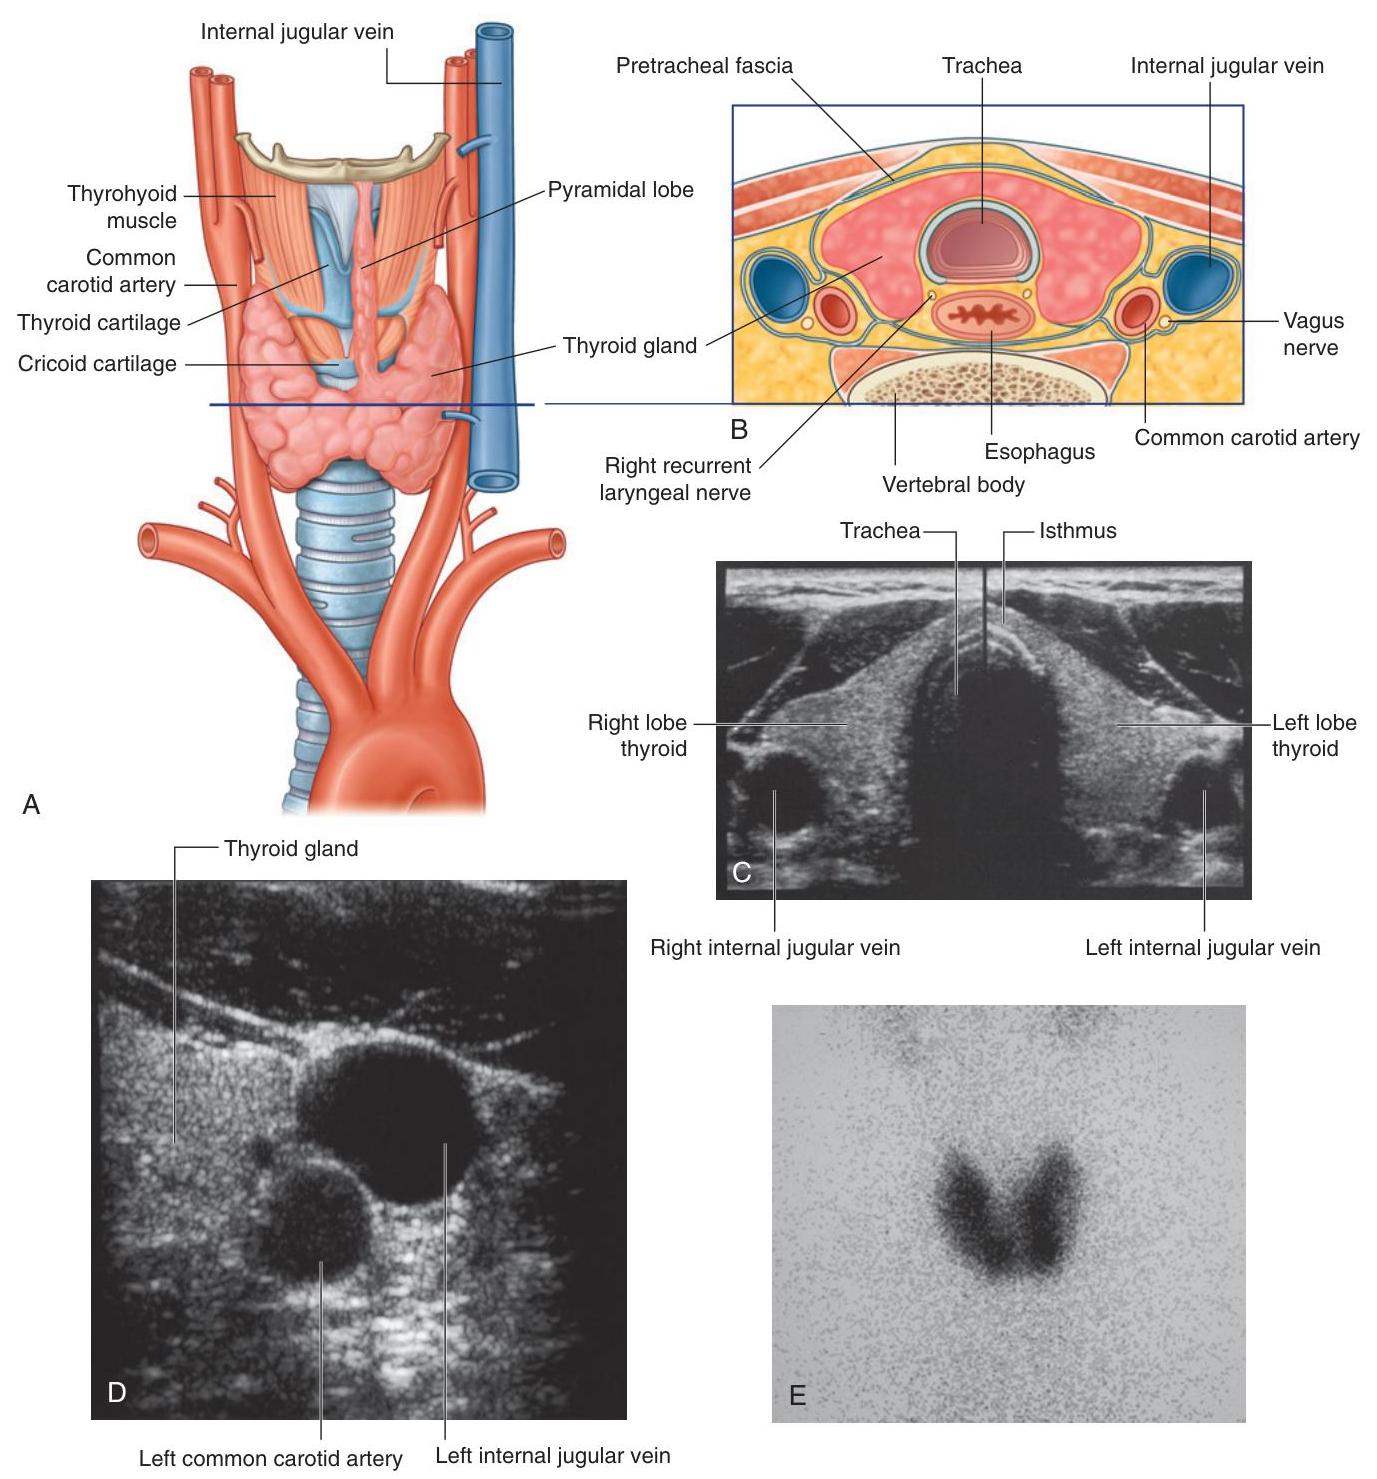 Internal jugular vein
Thyrohyoid
muscle
Common
carotid artery
Thyroid cartilage
Cricoid cartilage
Pyramidal lobe
Thyroid gland
A
Pretracheal fascia
Trachea
Internal jugular vein
Vagus
nerve
Common carotid artery
Esophagus
Vertebral body
Right recurrent
laryngeal nerve
B
Trachea
Isthmus
Right lobe
thyroid
Left lobe
thyroid
C
Right internal jugular vein
Left internal jugular vein
Thyroid gland
D
Left common carotid artery
Left internal jugular vein
E